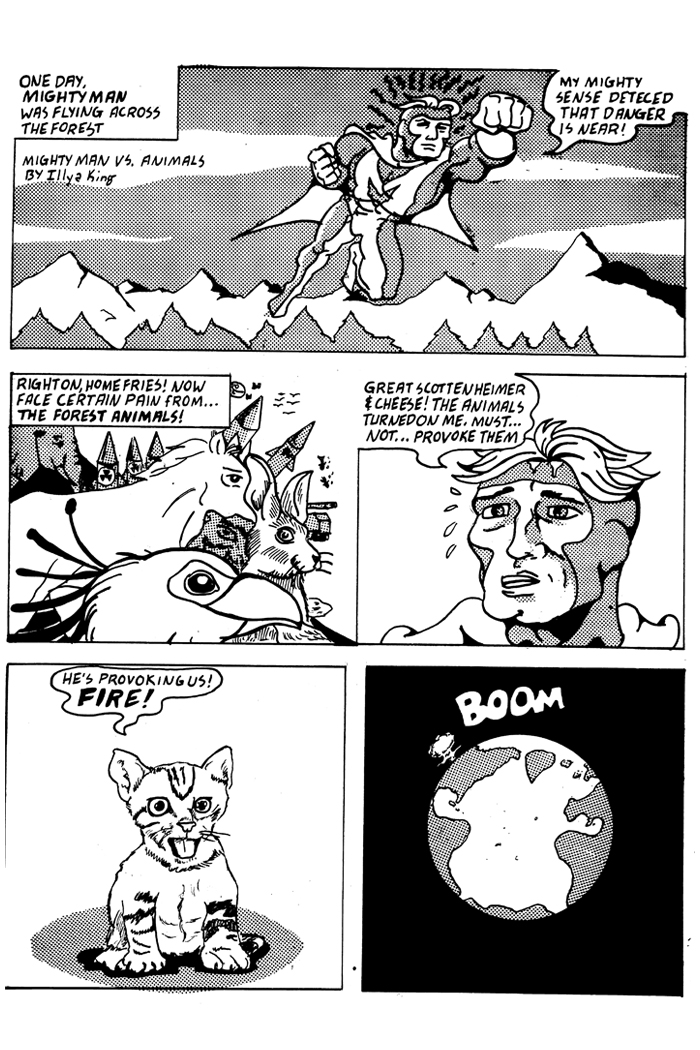 ONE DAY,
MIGHTY MAN
WAS FLYING ACROSS
THE FOREST
MIGHTY MAN VS. ANIMALS
BY Illya King
MY MIGHTY
SENSE DETECED
THAT DANGER
IS NEAR!
RIGHT ON, HOME FRIES! NOW
FACE CERTAIN PAIN FROM...
THE FOREST ANIMALS!
GREAT SCOTTENHEIMER
& CHEESE! THE ANIMALS
TURNED ON ME. MUST...
NOT... PROVOKE THEM
HE'S PROVOKING US!
FIRE!
BOOM